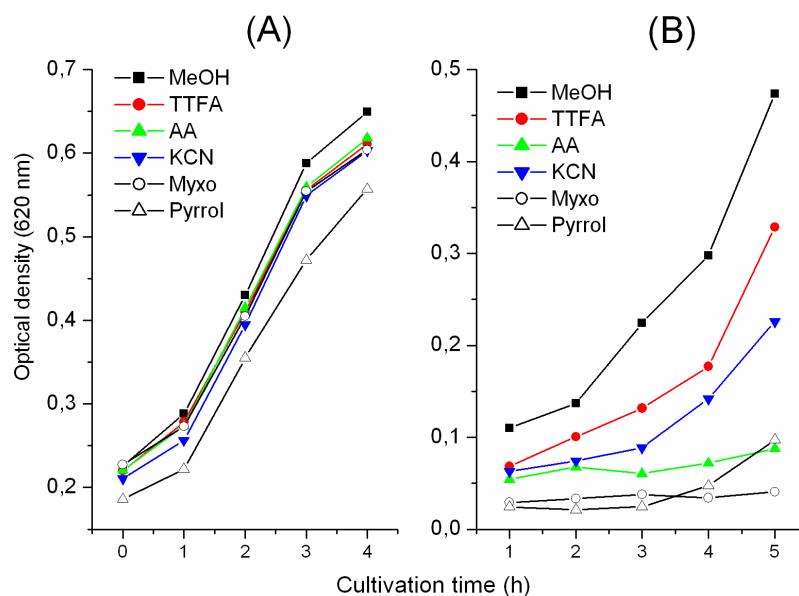 (A)
(B)
Optical density (620 nm)
0,7
0,6
0,5
0,4
0,3
0,2
MeOH
TTFA
AA
KCN
Myxo
Pyrrol
0 1 2 3 4
0,5
0,4
0,3
0,2
0,1
0,0
MeOH
TTFA
AA
KCN
Myxo
Pyrrol
1 2 3 4 5
Cultivation time (h)